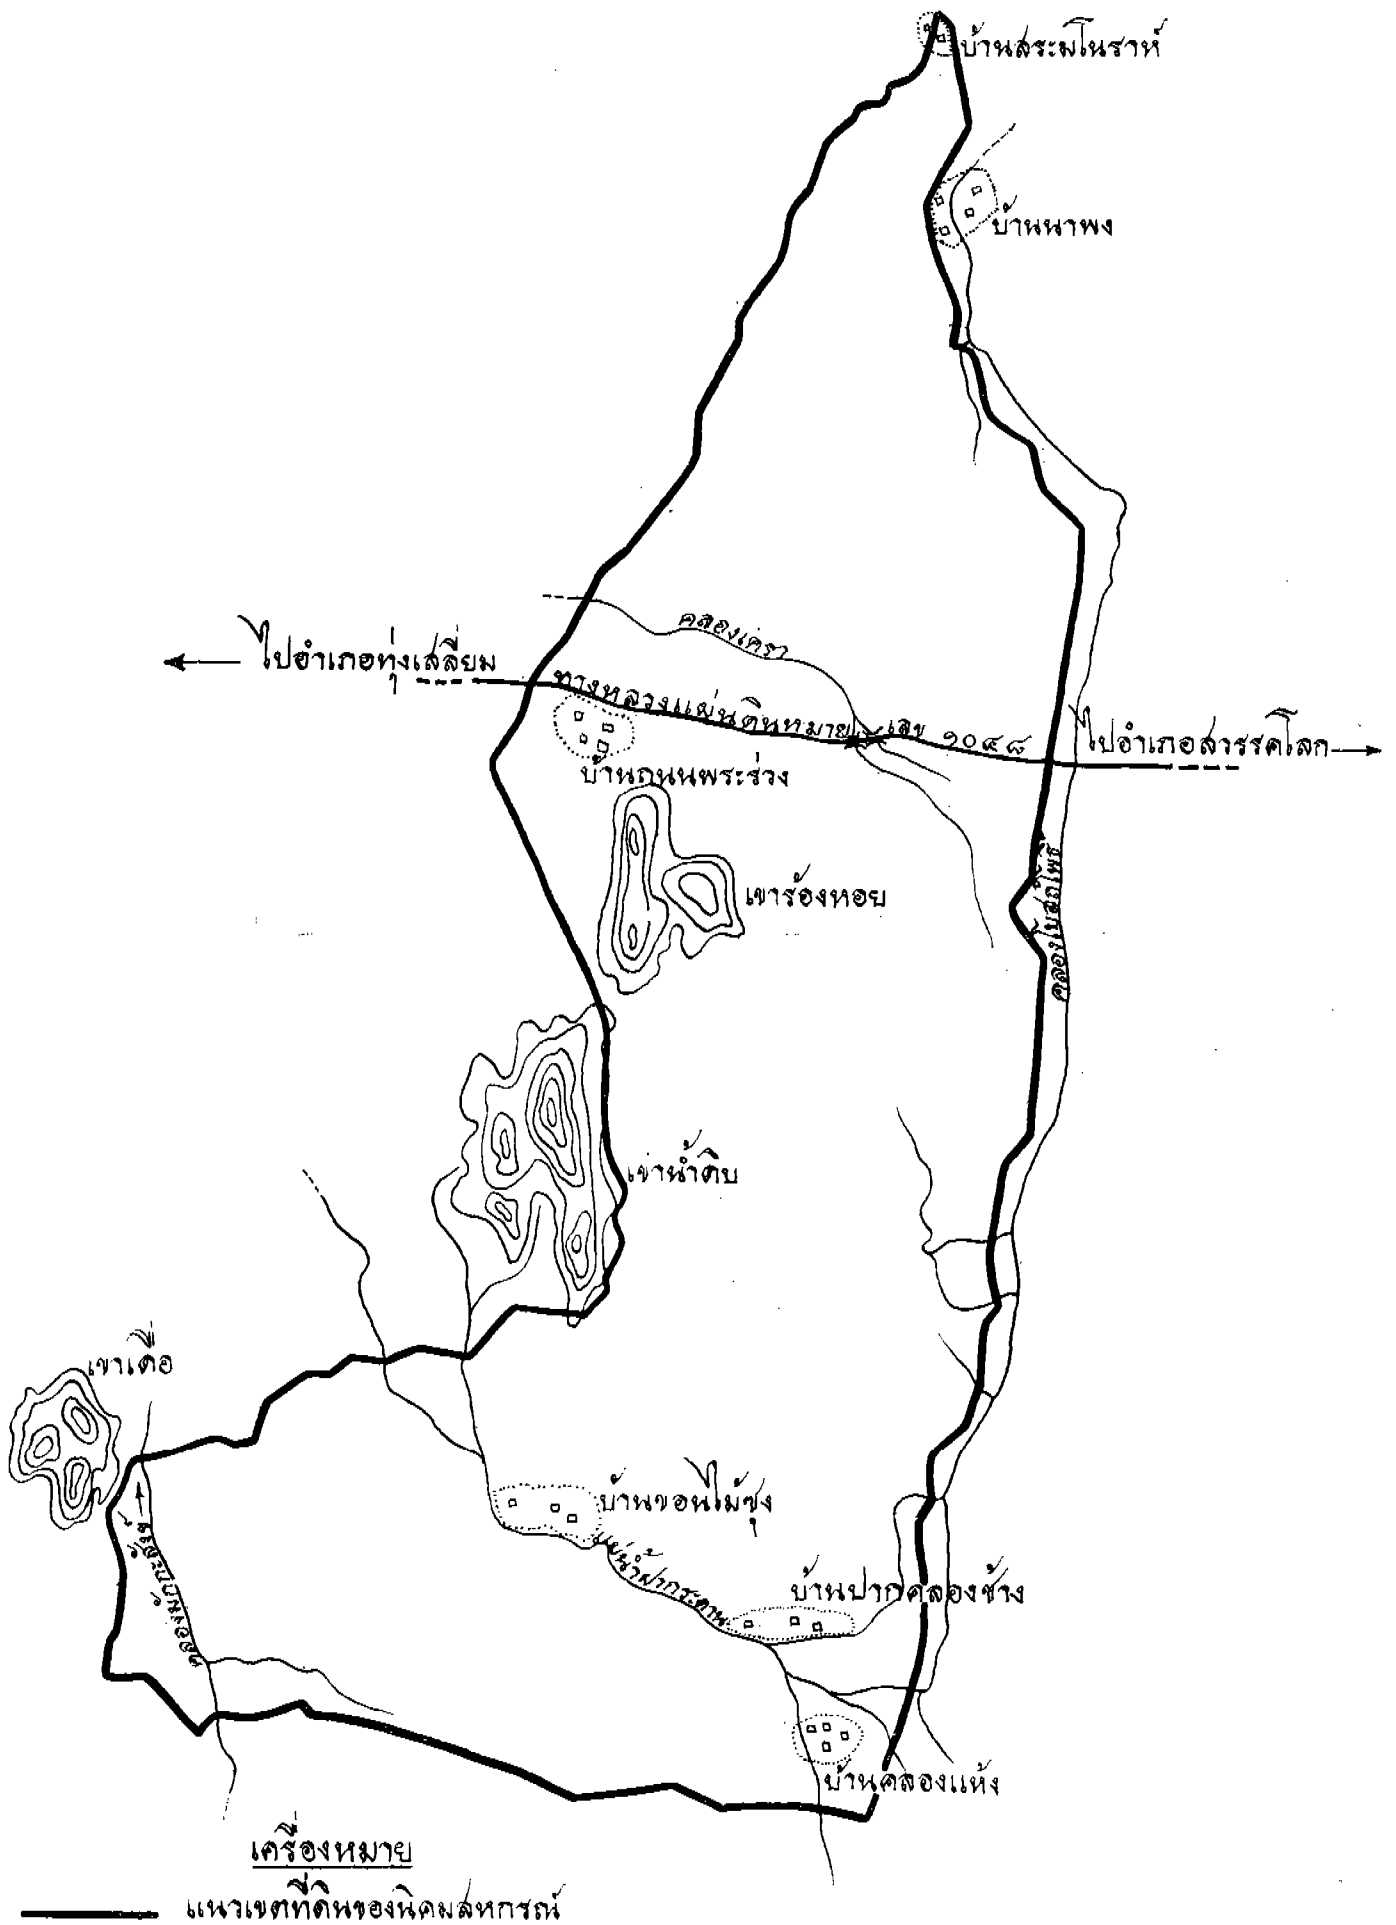 บ้านสระมโนราห์
บ้านนาพง
คลองเครา
ไปอำเภอทุ่งเสลี่ยม
ทางหลวงแผ่นดินหมายเลข ๑๐๔๘
ไปอำเภอสวรรคโลก
บ้านถนนพระร่วง
เขาร้องหอย
คลองโบสถ์โพธิ์
เขาน้ำดิบ
เขาเดือ
บ้านขอนไม้ซุง
แม่น้ำฝากระดาน
บ้านปากคลองช้าง
บ้านคลองแห้ง
เครื่องหมาย
แนวเขตที่ดินของนิคมสหกรณ์